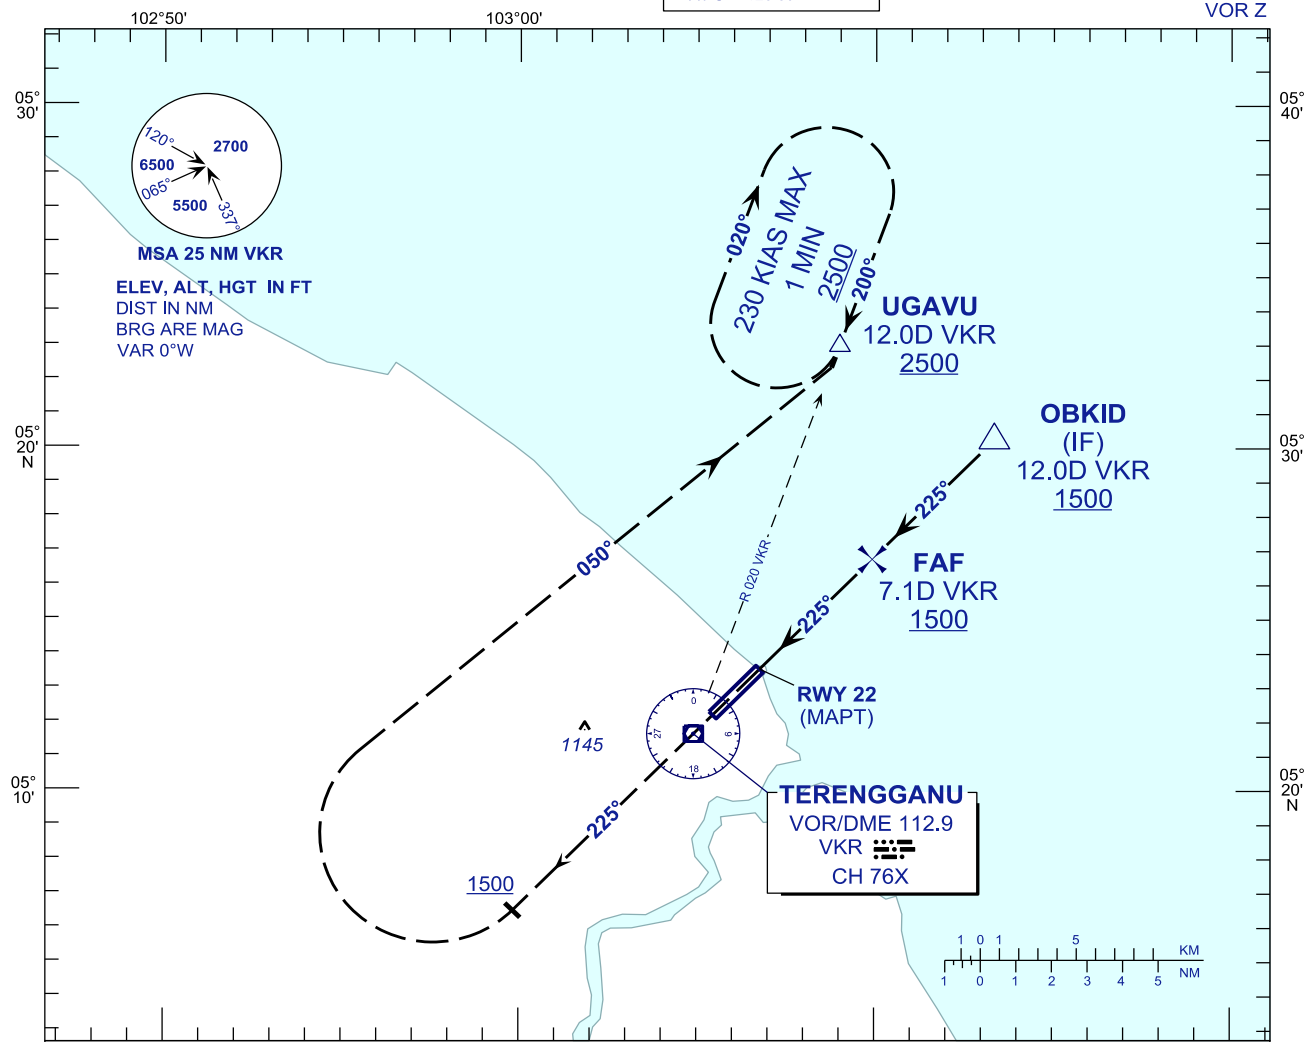 VOR Z
102°50'
103°00'
05°
30'
05°
40'
120°
2700
6500
065°
5500
337°
MSA 25 NM VKR
ELEV, ALT, HGT IN FT
DIST IN NM
BRG ARE MAG
VAR 0°W
020°
230 KIAS MAX
1 MIN
2500
200°
UGAVU
12.0D VKR
2500
05°
20'
N
05°
30'
OBKID
(IF)
12.0D VKR
1500
225°
050°
FAF
7.1D VKR
1500
R 020 VKR
225°
RWY 22
(MAPT)
0
27
9
18
1145
05°
10'
05°
20'
N
TERENGGANU
VOR/DME 112.9
VKR
CH 76X
225°
1500
1 0 1 5 KM
1 0 1 2 3 4 5 NM